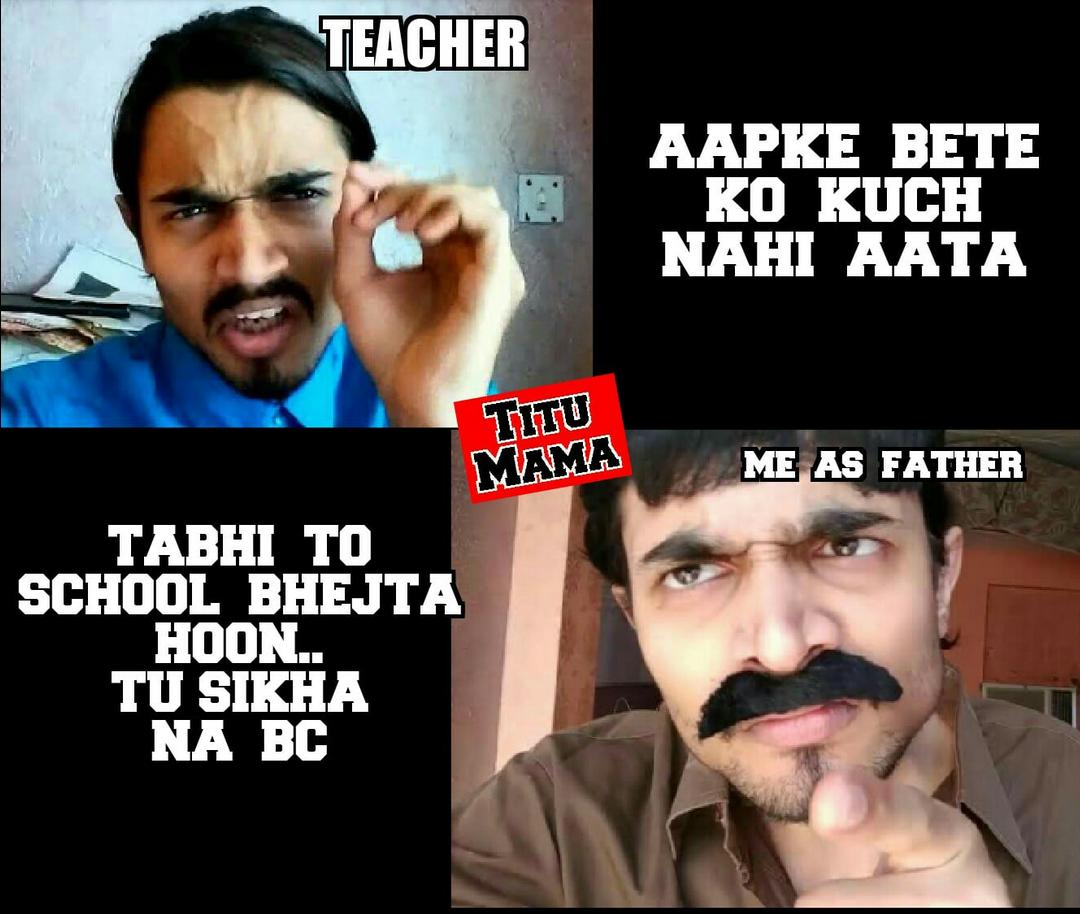 TEACHER
AAPKE BETE
KO KUCH
NAHI AATA
TITU
MAMA
ME AS FATHER
TABHI TO
SCHOOL BHEJTA
HOON..
TU SIKHA
NA BC